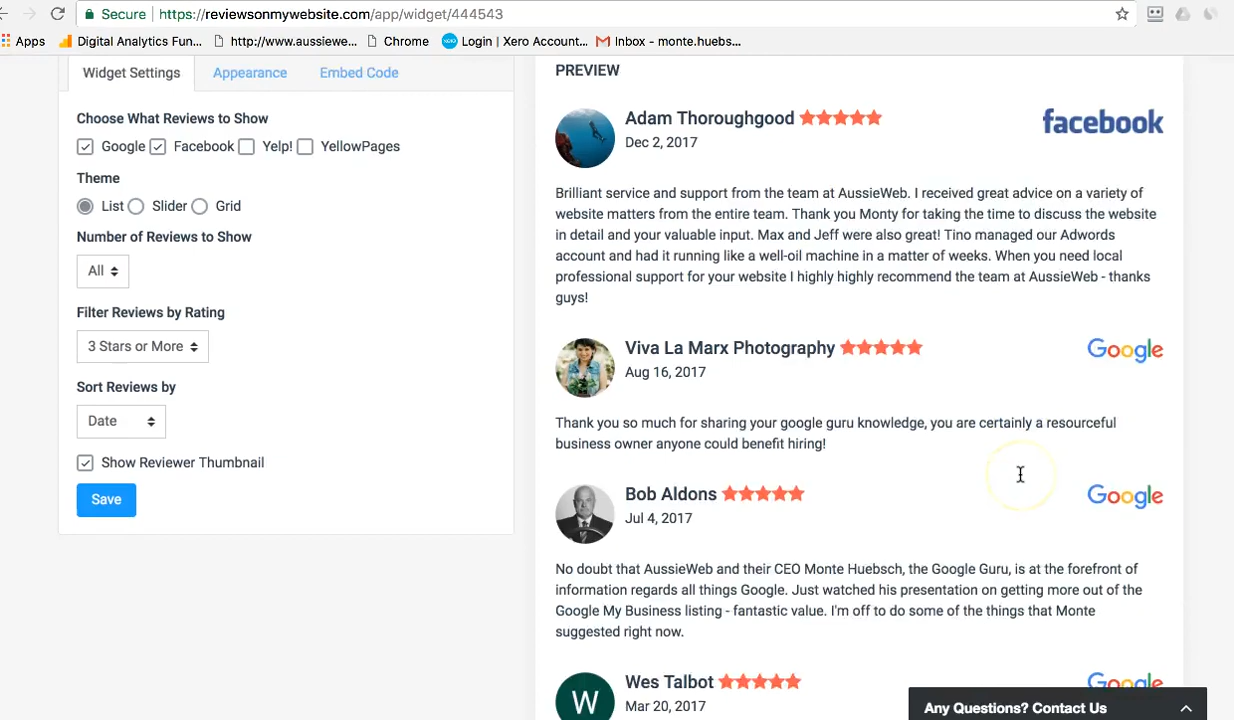 Secure https://reviewsonmywebsite.com/app/widget/444543
Apps Digital Analytics Fun... http://www.aussiewe... Chrome xero Login | Xero Account... Inbox - monte.huebs...
Widget Settings Appearance Embed Code
Choose What Reviews to Show
Google Facebook Yelp! YellowPages
Theme
List Slider Grid
Number of Reviews to Show
All
Filter Reviews by Rating
3 Stars or More
Sort Reviews by
Date
Show Reviewer Thumbnail
Save
PREVIEW
Adam Thoroughgood
facebook
Dec 2, 2017
Brilliant service and support from the team at AussieWeb. I received great advice on a variety of
website matters from the entire team. Thank you Monty for taking the time to discuss the website
in detail and your valuable input. Max and Jeff were also great! Tino managed our Adwords
account and had it running like a well-oil machine in a matter of weeks. When you need local
professional support for your website I highly highly recommend the team at AussieWeb - thanks
guys!
Viva La Marx Photography
Google
Aug 16, 2017
Thank you so much for sharing your google guru knowledge, you are certainly a resourceful
business owner anyone could benefit hiring!
Bob Aldons
Google
Jul 4, 2017
No doubt that AussieWeb and their CEO Monte Huebsch, the Google Guru, is at the forefront of
information regards all things Google. Just watched his presentation on getting more out of the
Google My Business listing - fantastic value. I'm off to do some of the things that Monte
suggested right now.
W
Wes Talbot
Google
Mar 20, 2017
Any Questions? Contact Us